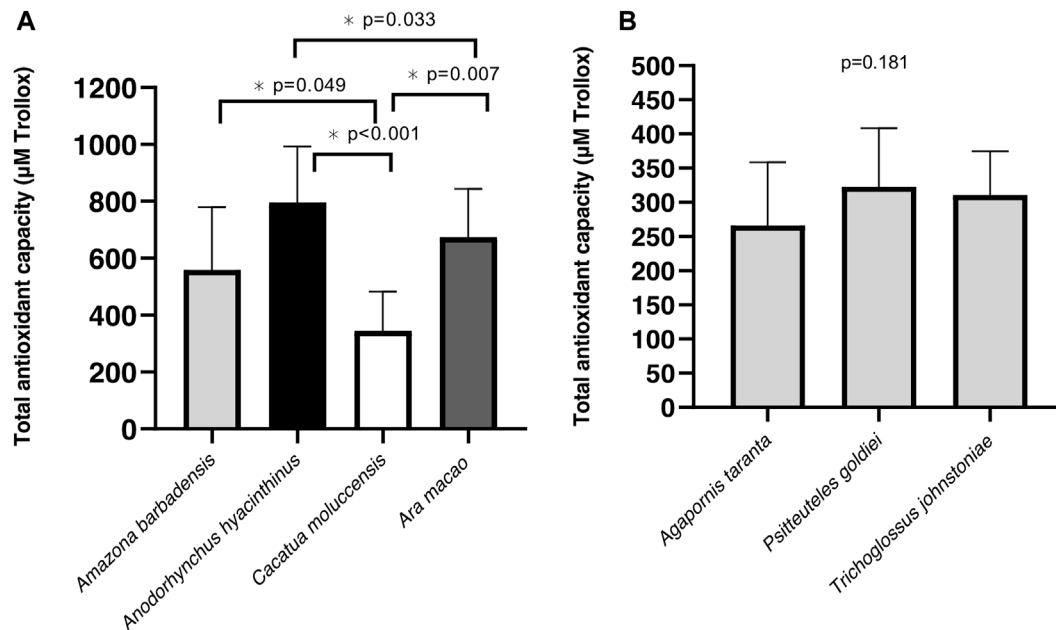 A
* p=0.033
* p=0.049
* p=0.007
* p<0.001
Total antioxidant capacity (µM Trollox)
1200
1000
800
600
400
200
0
Amazona barbadensis
Anodorhynchus hyacinthinus
Cacatua moluccensis
Ara macao
B
p=0.181
Total antioxidant capacity (µM Trollox)
500
450
400
350
300
250
200
150
100
50
0
Agapornis taranta
Psitteuteles goldiei
Trichoglossus johnstoniae